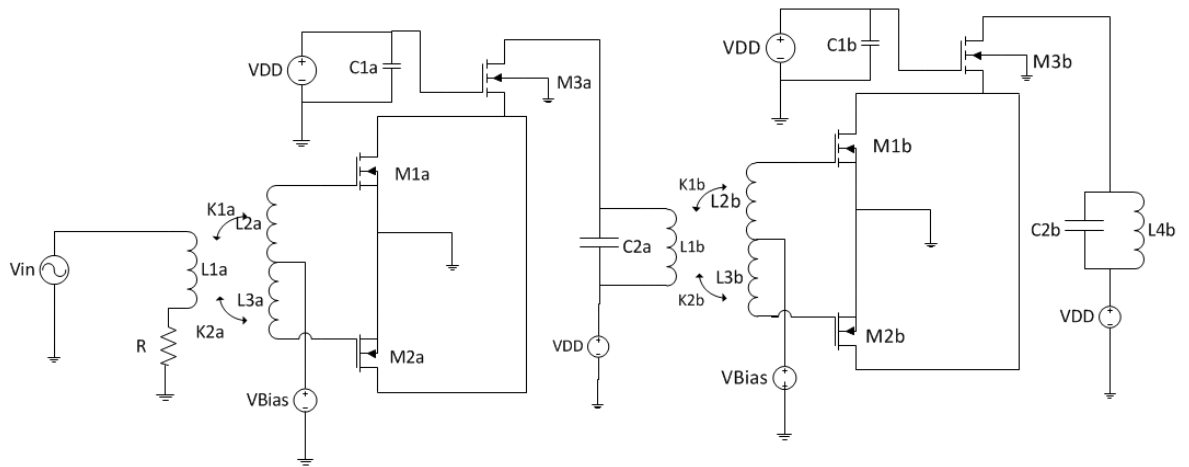 VDD
C1a
M3a
M1a
K1a
L2a
Vin
L1a
L3a
K2a
R
M2a
VBias
C2a
L1b
VDD
VDD
C1b
M3b
M1b
K1b
L2b
L3b
K2b
M2b
VBias
C2b
L4b
VDD